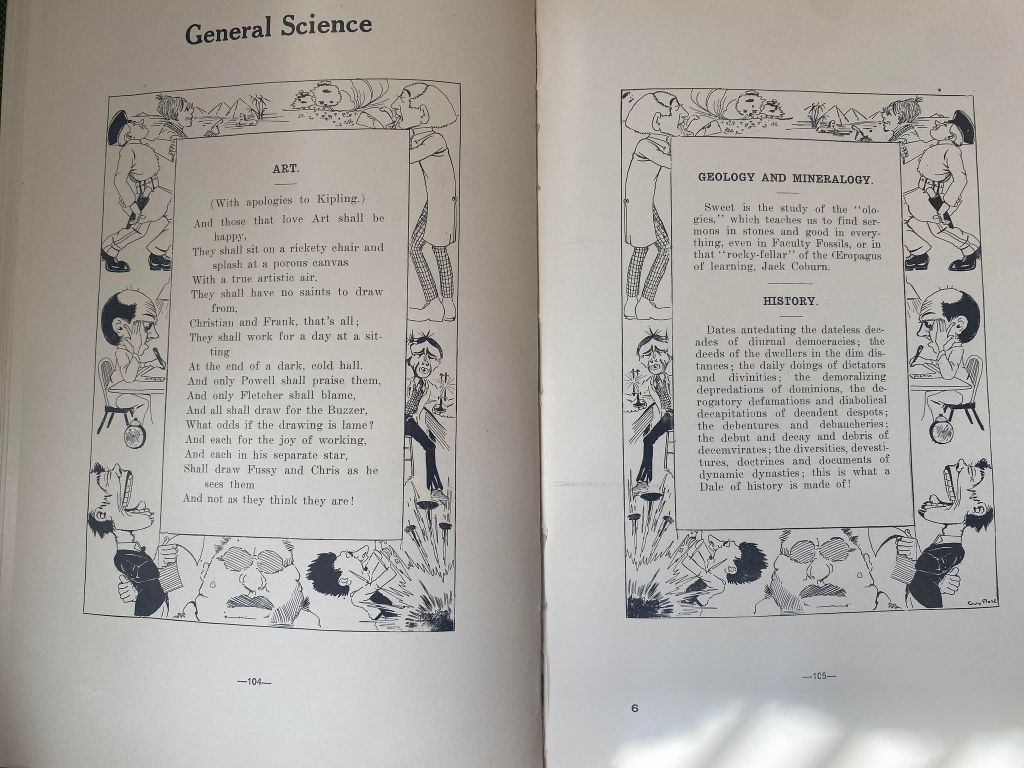 General Science
ART.
(With apologies to Kipling.)
And those that love Art shall be
happy,
They shall sit on a rickety chair and
splash at a porous canvas
With a true artistic air.
They shall have no saints to draw
from,
Christian and Frank, that's all;
They shall work for a day at a sit-
ting
At the end of a dark, cold hall.
And only Powell shall praise them,
And only Fletcher shall blame,
And all shall draw for the Buzzer,
What odds if the drawing is lame?
And each for the joy of working,
And each in his separate star,
Shall draw Fussy and Chris as he
sees them
And not as they think they are!
—104—
GEOLOGY AND MINERALOGY.
Sweet is the study of the "olo-
gies," which teaches us to find ser-
mons in stones and good in every-
thing, even in Faculty Fossils, or in
that "rocky-fellar" of the Œropagus
of learning, Jack Coburn.
HISTORY.
Dates antedating the dateless dec-
ades of diurnal democracies; the
deeds of the dwellers in the dim dis-
tances; the daily doings of dictators
and divinities; the demoralizing
depredations of dominions, the de-
rogatory defamations and diabolical
decapitations of decadent despots;
the debentures and debaucheries;
the debut and decay and debris of
decemvirates; the diversities, devesti-
tures, doctrines and documents of
dynamic dynasties; this is what a
Dale of history is made of!
—105—
6